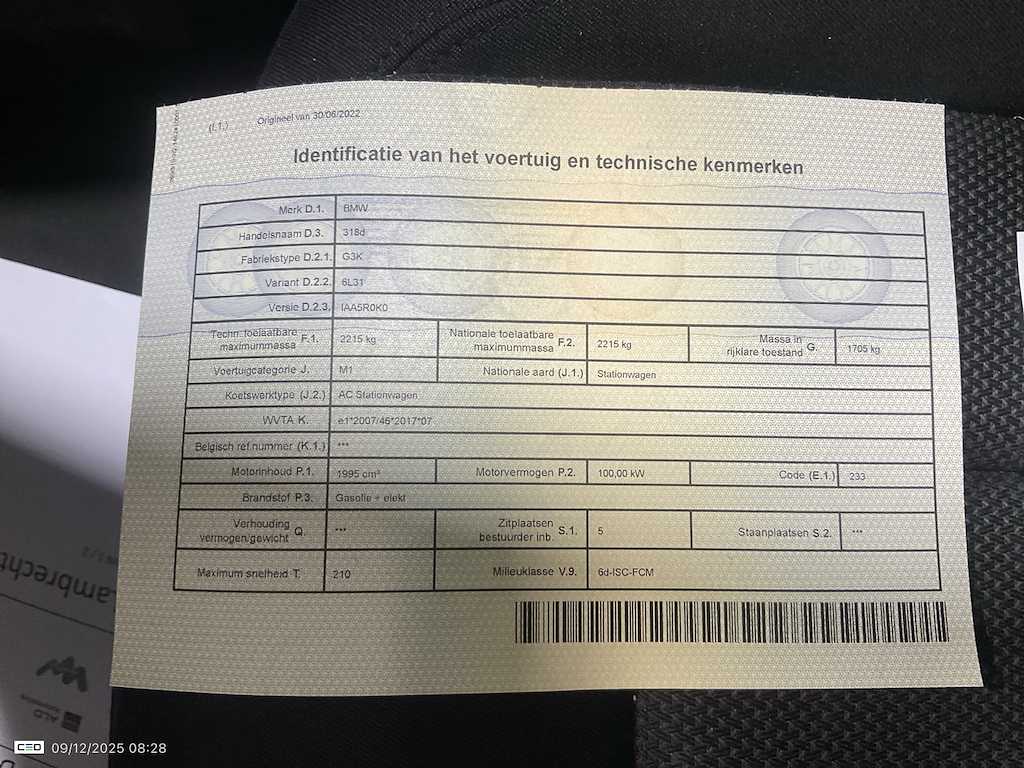 (I.1.) Origineel van 30/06/2022
Identificatie van het voertuig en technische kenmerken
Merk D.1. BMW
Handelsnaam D.3. 318d
Fabriekstype D.2.1. G3K
Variant D.2.2. 6L31
Versie D.2.3. IAA5R0K0
Techn. toelaatbare maximummassa F.1. 2215 kg Nationale toelaatbare maximummassa F.2. 2215 kg Massa in rijklare toestand G. 1705 kg
Voertuigcategorie J. M1 Nationale aard (J.1.) Stationwagen
Koetswerktype (J.2.) AC Stationwagen
WVTA K. e1*2007/46*2017*07
Belgisch ref nummer (K.1.) ***
Motorinhoud P.1. 1995 cm³ Motorvermogen P.2. 100,00 kW Code (E.1.) 233
Brandstof P.3. Gasolie + elekt
Verhouding vermogen/gewicht Q. *** Zitplaatsen bestuurder inb. S.1. 5 Staanplaatsen S.2. ***
Maximum snelheid T. 210 Milieuklasse V.9. 6d-ISC-FCM
ambrecht
ALD
CEO 09/12/2025 08:28